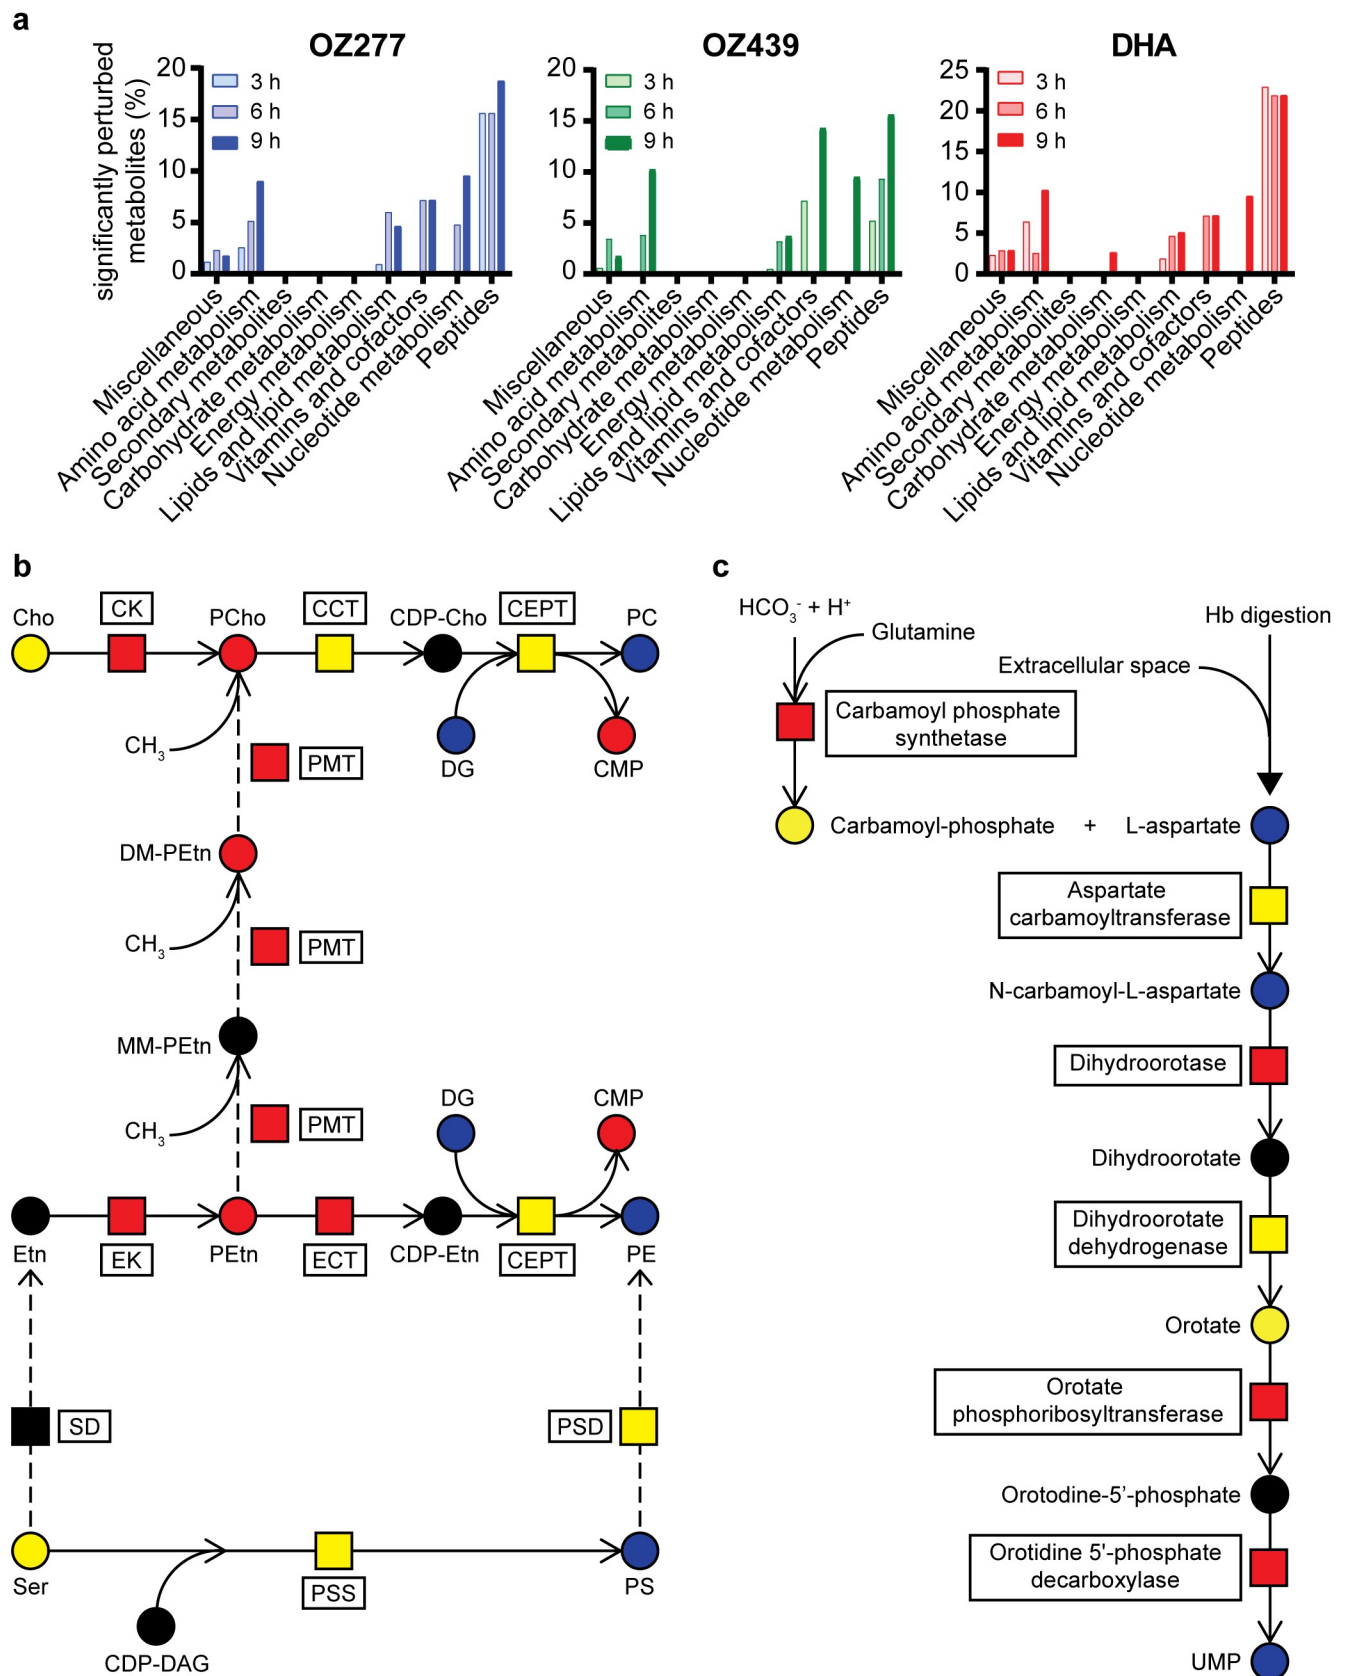 a
OZ277
OZ439
DHA
significantly perturbed
metabolites (%)
20
15
10
5
0
3 h
6 h
9 h
Miscellaneous
Amino acid metabolism
Secondary metabolites
Carbohydrate metabolism
Energy metabolism
Lipids and lipid metabolism
Vitamins and cofactors
Nucleotide metabolism
Peptides
20
15
10
5
0
3 h
6 h
9 h
Miscellaneous
Amino acid metabolism
Secondary metabolites
Carbohydrate metabolism
Energy metabolism
Lipids and lipid metabolism
Vitamins and cofactors
Nucleotide metabolism
Peptides
25
20
15
10
5
0
3 h
6 h
9 h
Miscellaneous
Amino acid metabolism
Secondary metabolites
Carbohydrate metabolism
Energy metabolism
Lipids and lipid metabolism
Vitamins and cofactors
Nucleotide metabolism
Peptides
b
Cho
CK
PCho
CCT
CDP-Cho
CEPT
PC
CH3
PMT
DG
CMP
DM-PEtn
CH3
PMT
MM-PEtn
CH3
PMT
DG
CMP
Etn
EK
PEtn
ECT
CDP-Etn
CEPT
PE
SD
PSD
Ser
PSS
PS
CDP-DAG
c
HCO3- + H+
Glutamine
Hb digestion
Extracellular space
Carbamoyl phosphate
synthetase
Carbamoyl-phosphate + L-aspartate
Aspartate
carbamoyltransferase
N-carbamoyl-L-aspartate
Dihydroorotase
Dihydroorotate
Dihydroorotate
dehydrogenase
Orotate
Orotate
phosphoribosyltransferase
Orotodine-5’-phosphate
Orotidine 5'-phosphate
decarboxylase
UMP